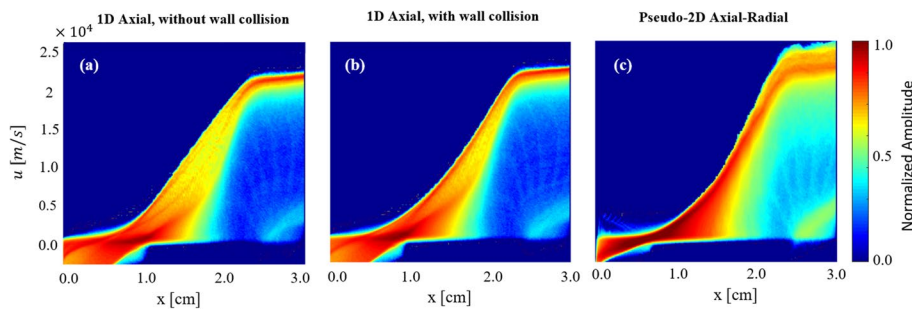 1D Axial, without wall collision
1D Axial, with wall collision
Pseudo-2D Axial-Radial
× 10⁴
2.5
2
1.5
1.0
0.5
0.0
u [m/s]
(a)
(b)
(c)
1.0
0.5
0.0
Normalized Amoltude
0.0 1.0 2.0 3.0
0.0 1.0 2.0 3.0
0.0 1.0 2.0 3.0
x [cm]
x [cm]
x [cm]